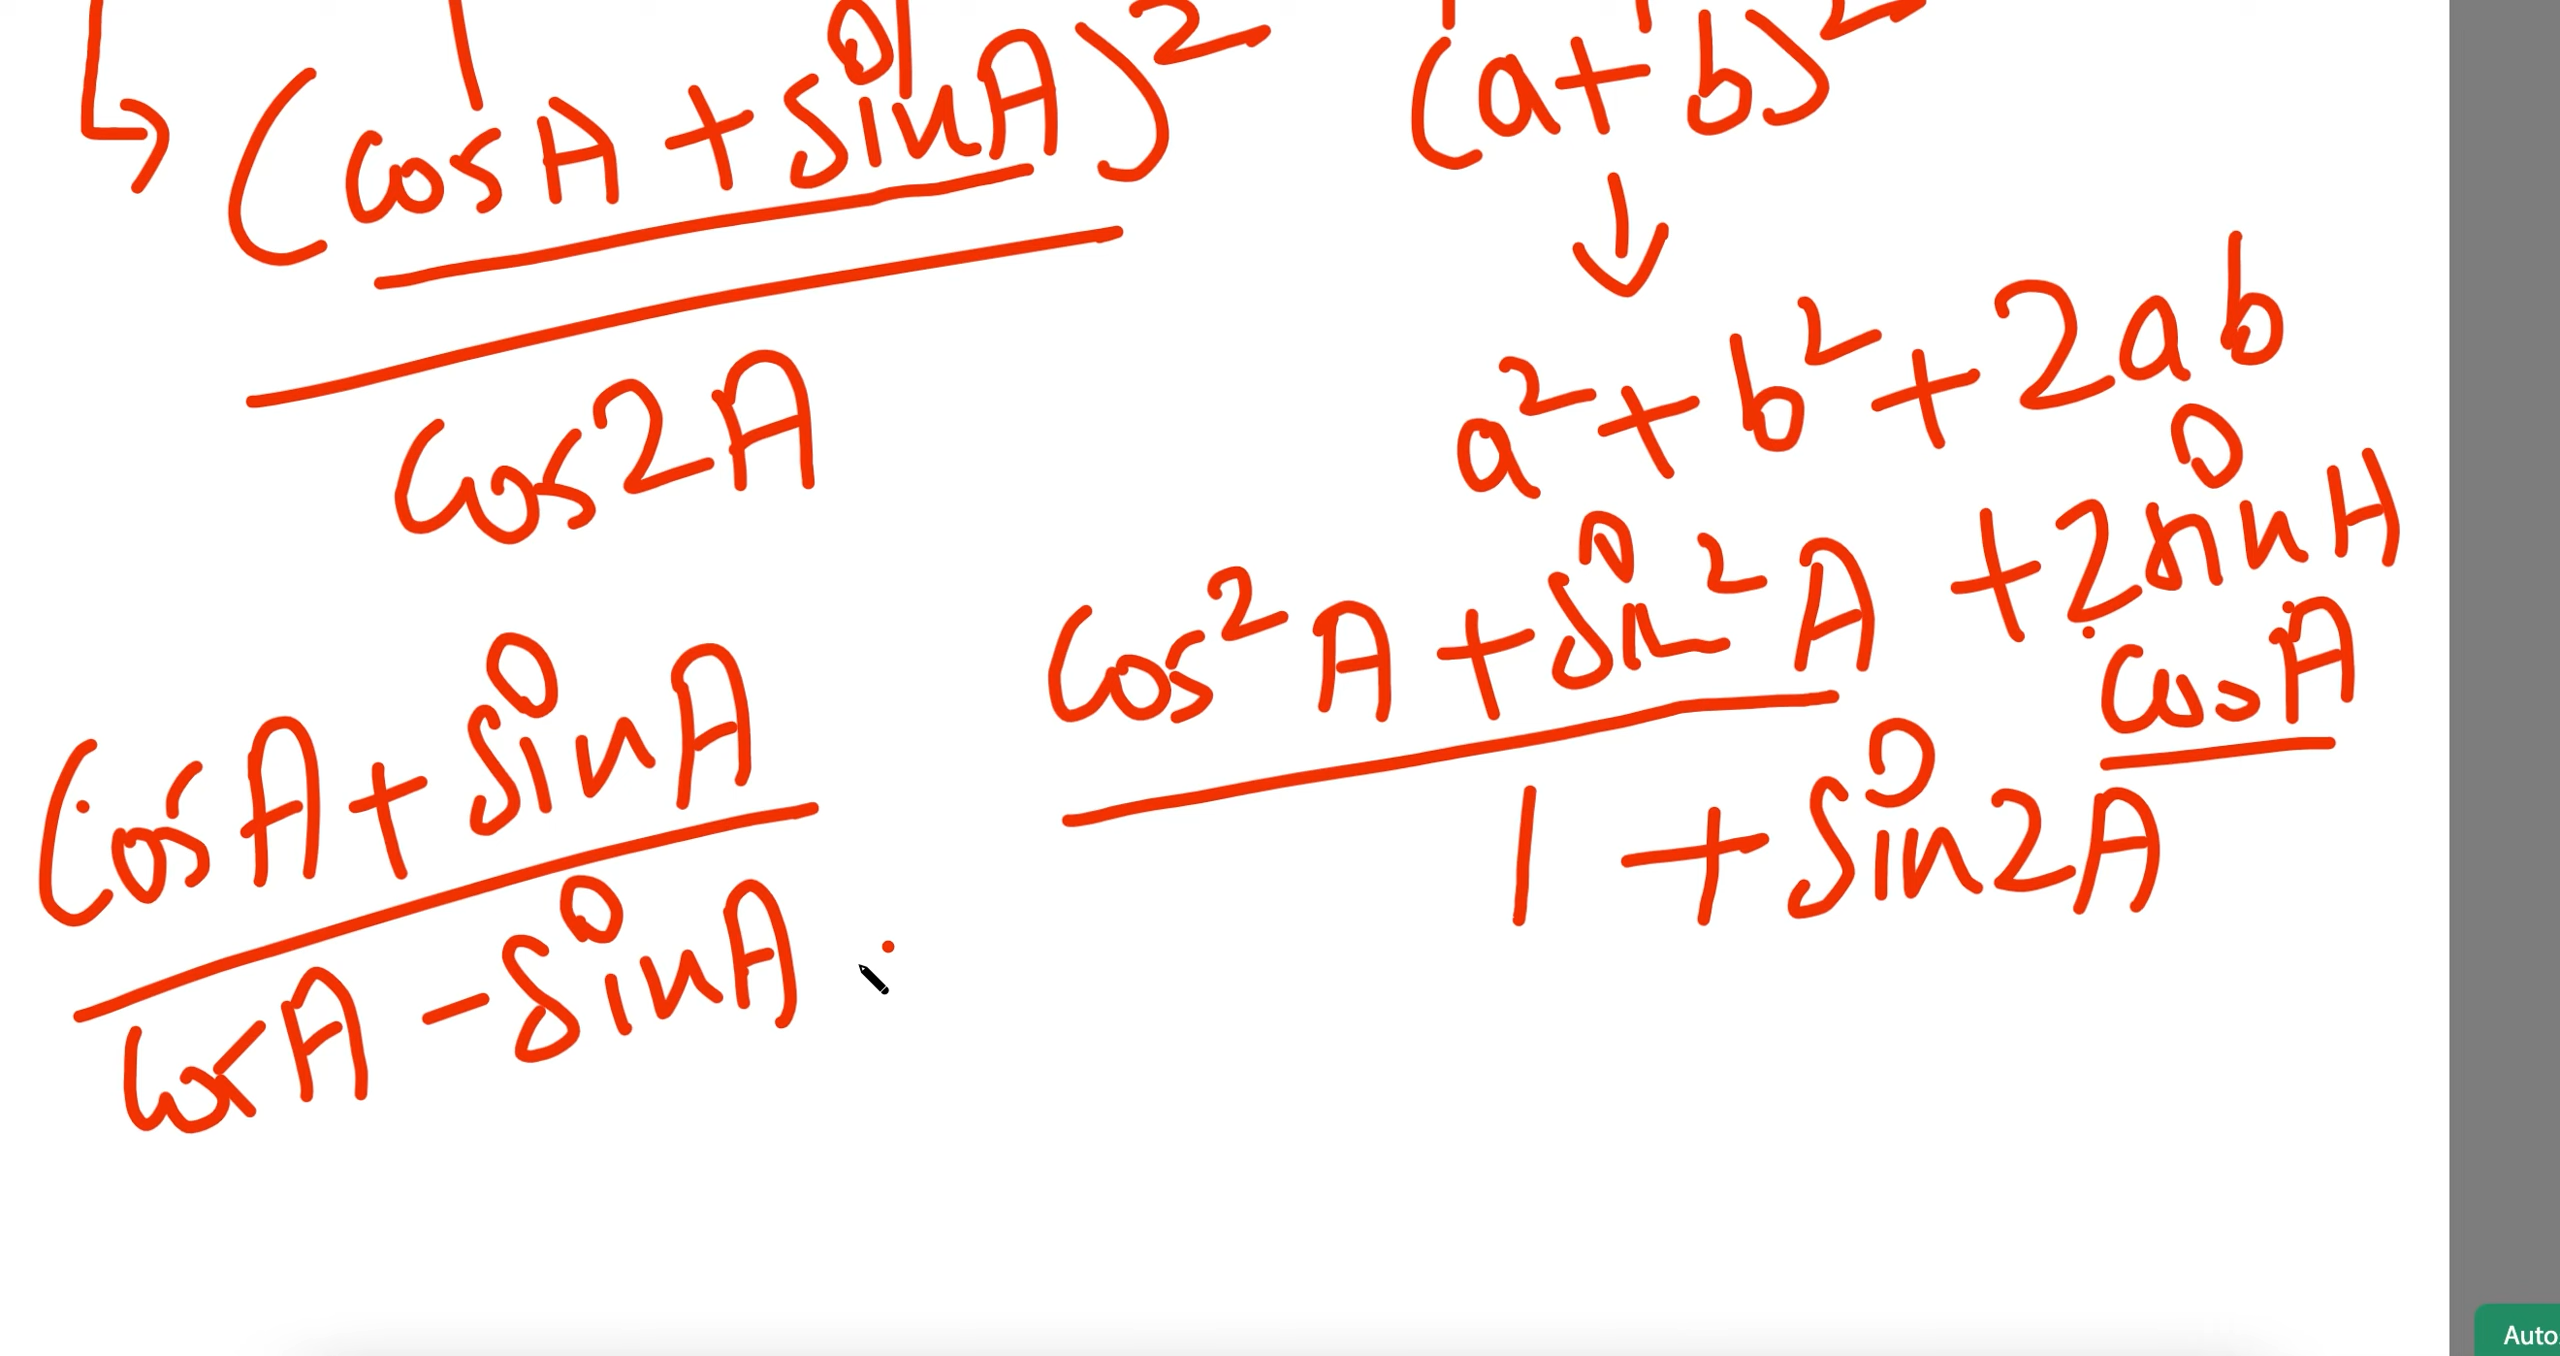 (cosA + sinA)²
cos2A
(a+b)²
a² + b² + 2ab
cos²A + sin²A + 2sinA
cosA
1 + sin2A
cosA + sinA
cosA - sinA
Auto